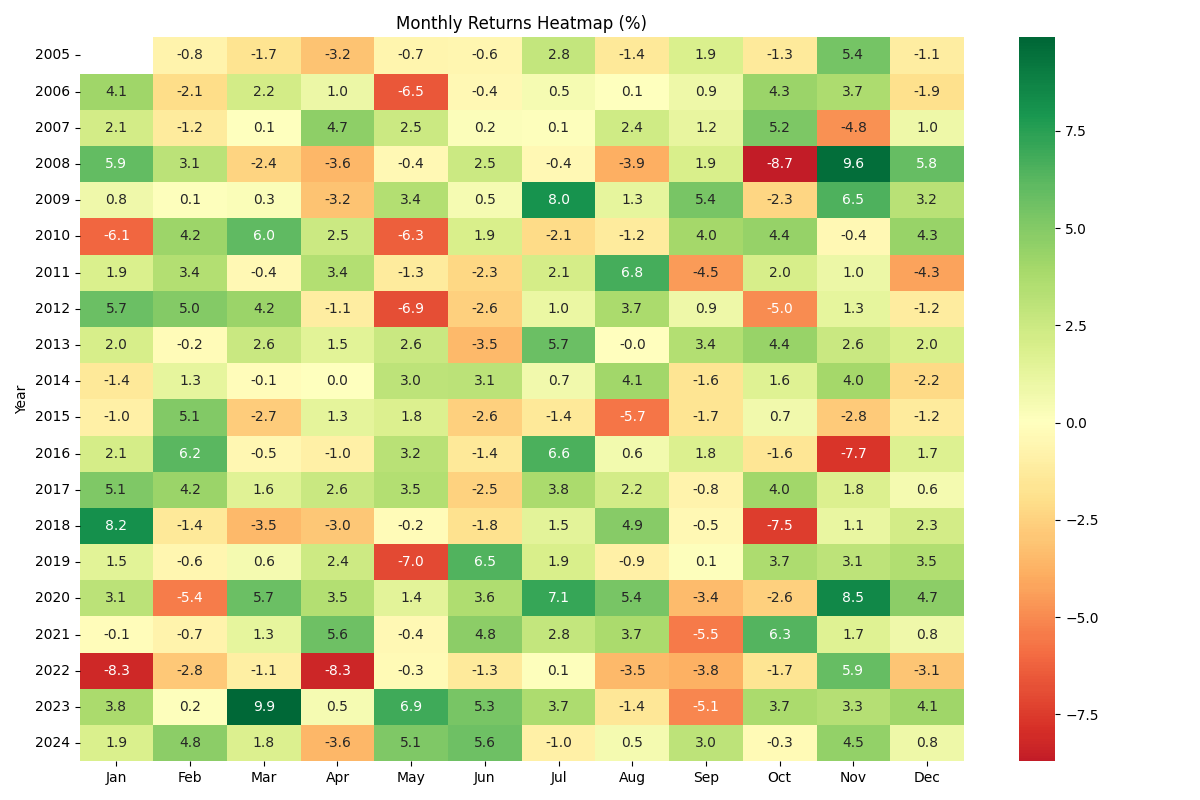 Monthly Returns Heatmap (%)
Year
2005 -0.8 -1.7 -3.2 -0.7 -0.6 2.8 -1.4 1.9 -1.3 5.4 -1.1
2006 4.1 -2.1 2.2 1.0 -6.5 -0.4 0.5 0.1 0.9 4.3 3.7 -1.9
2007 2.1 -1.2 0.1 4.7 2.5 0.2 0.1 2.4 1.2 5.2 -4.8 1.0
2008 5.9 3.1 -2.4 -3.6 -0.4 2.5 -0.4 -3.9 1.9 -8.7 9.6 5.8
2009 0.8 0.1 0.3 -3.2 3.4 0.5 8.0 1.3 5.4 -2.3 6.5 3.2
2010 -6.1 4.2 6.0 2.5 -6.3 1.9 -2.1 -1.2 4.0 4.4 -0.4 4.3
2011 1.9 3.4 -0.4 3.4 -1.3 -2.3 2.1 6.8 -4.5 2.0 1.0 -4.3
2012 5.7 5.0 4.2 -1.1 -6.9 -2.6 1.0 3.7 0.9 -5.0 1.3 -1.2
2013 2.0 -0.2 2.6 1.5 2.6 -3.5 5.7 -0.0 3.4 4.4 2.6 2.0
2014 -1.4 1.3 -0.1 0.0 3.0 3.1 0.7 4.1 -1.6 1.6 4.0 -2.2
2015 -1.0 5.1 -2.7 1.3 1.8 -2.6 -1.4 -5.7 -1.7 0.7 -2.8 -1.2
2016 2.1 6.2 -0.5 -1.0 3.2 -1.4 6.6 0.6 1.8 -1.6 -7.7 1.7
2017 5.1 4.2 1.6 2.6 3.5 -2.5 3.8 2.2 -0.8 4.0 1.8 0.6
2018 8.2 -1.4 -3.5 -3.0 -0.2 -1.8 1.5 4.9 -0.5 -7.5 1.1 2.3
2019 1.5 -0.6 0.6 2.4 -7.0 6.5 1.9 -0.9 0.1 3.7 3.1 3.5
2020 3.1 -5.4 5.7 3.5 1.4 3.6 7.1 5.4 -3.4 -2.6 8.5 4.7
2021 -0.1 -0.7 1.3 5.6 -0.4 4.8 2.8 3.7 -5.5 6.3 1.7 0.8
2022 -8.3 -2.8 -1.1 -8.3 -0.3 -1.3 0.1 -3.5 -3.8 -1.7 5.9 -3.1
2023 3.8 0.2 9.9 0.5 6.9 5.3 3.7 -1.4 -5.1 3.7 3.3 4.1
2024 1.9 4.8 1.8 -3.6 5.1 5.6 -1.0 0.5 3.0 -0.3 4.5 0.8
Jan Feb Mar Apr May Jun Jul Aug Sep Oct Nov Dec
7.5
5.0
2.5
0.0
−2.5
−5.0
−7.5